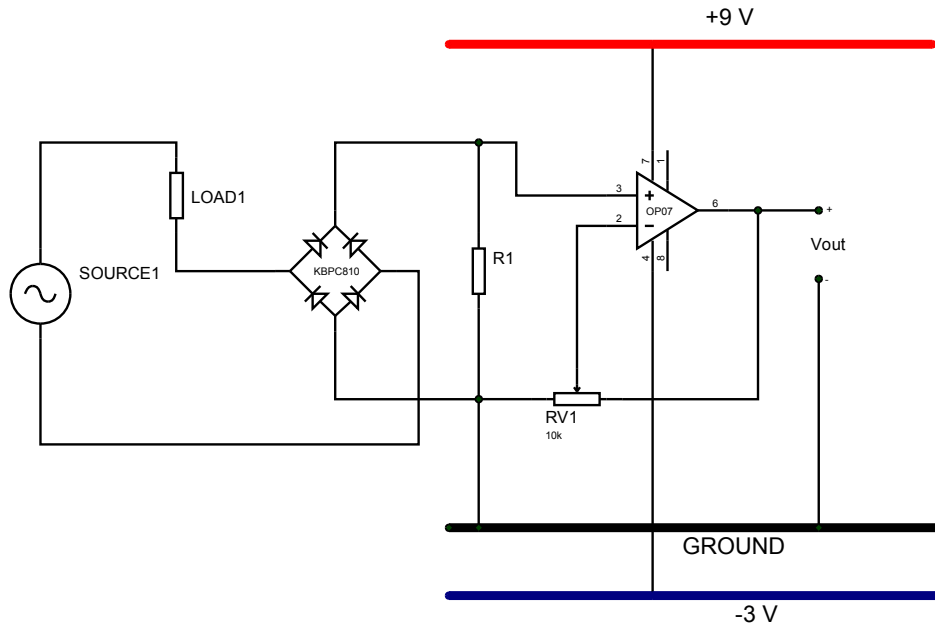 +9 V
SOURCE1
LOAD1
KBPC810
R1
3
2
7
1
OP07
4
8
6
+
Vout
-
RV1
10k
GROUND
-3 V